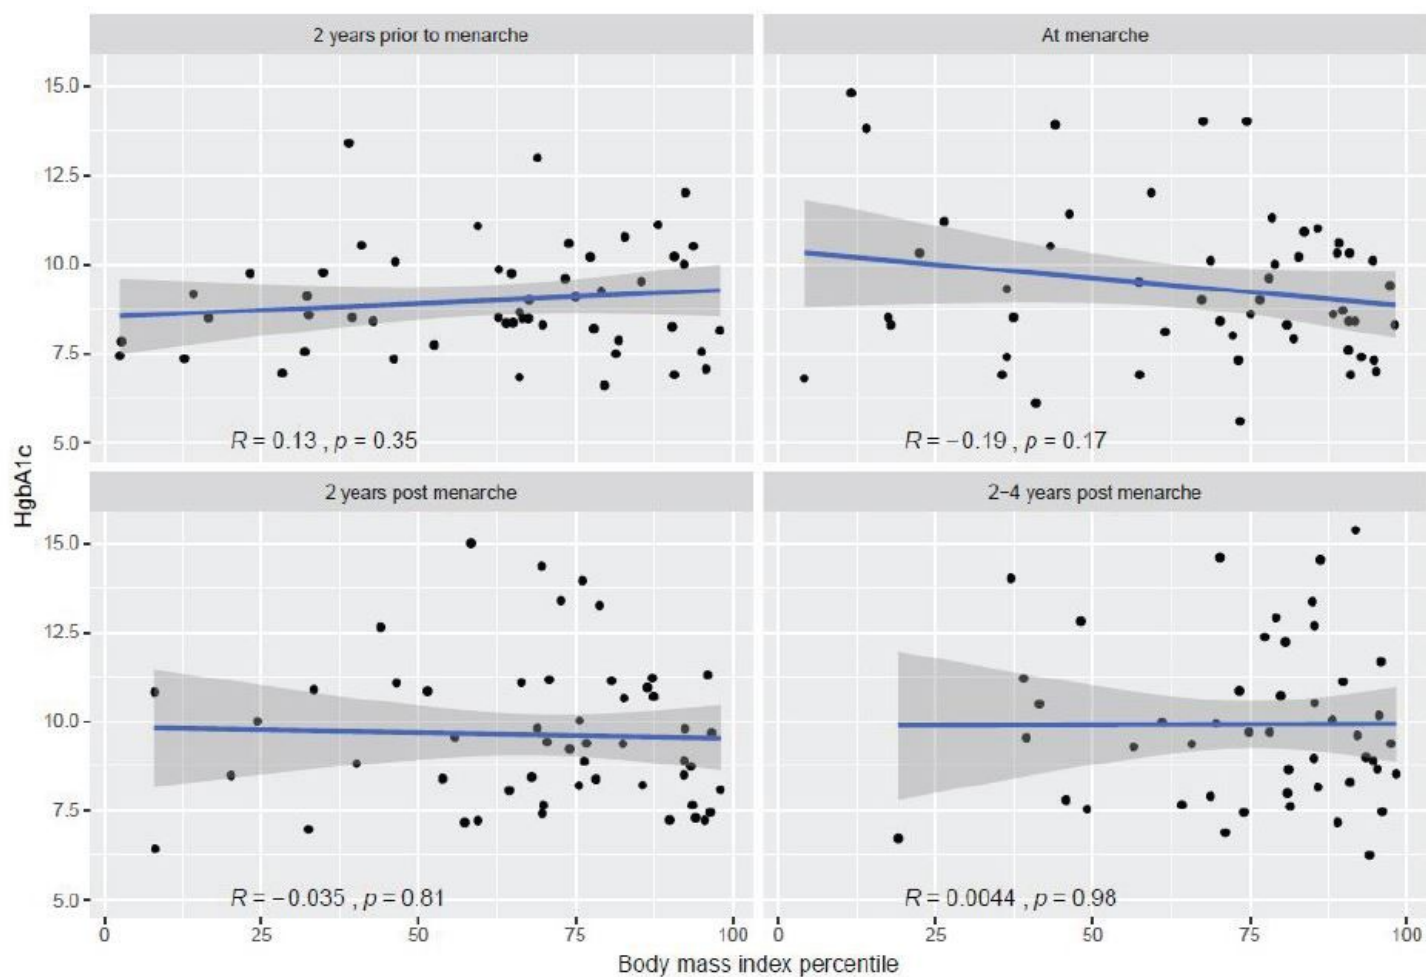 2 years prior to menarche
At menarche
15.0
12.5
10.0
7.5
5.0
R = 0.13 , p = 0.35
R = −0.19 , p = 0.17
HgbA1c
2 years post menarche
2−4 years post menarche
15.0
12.5
10.0
7.5
5.0
R = −0.035 , p = 0.81
R = 0.0044 , p = 0.98
0 25 50 75 100
0 25 50 75 100
Body mass index percentile